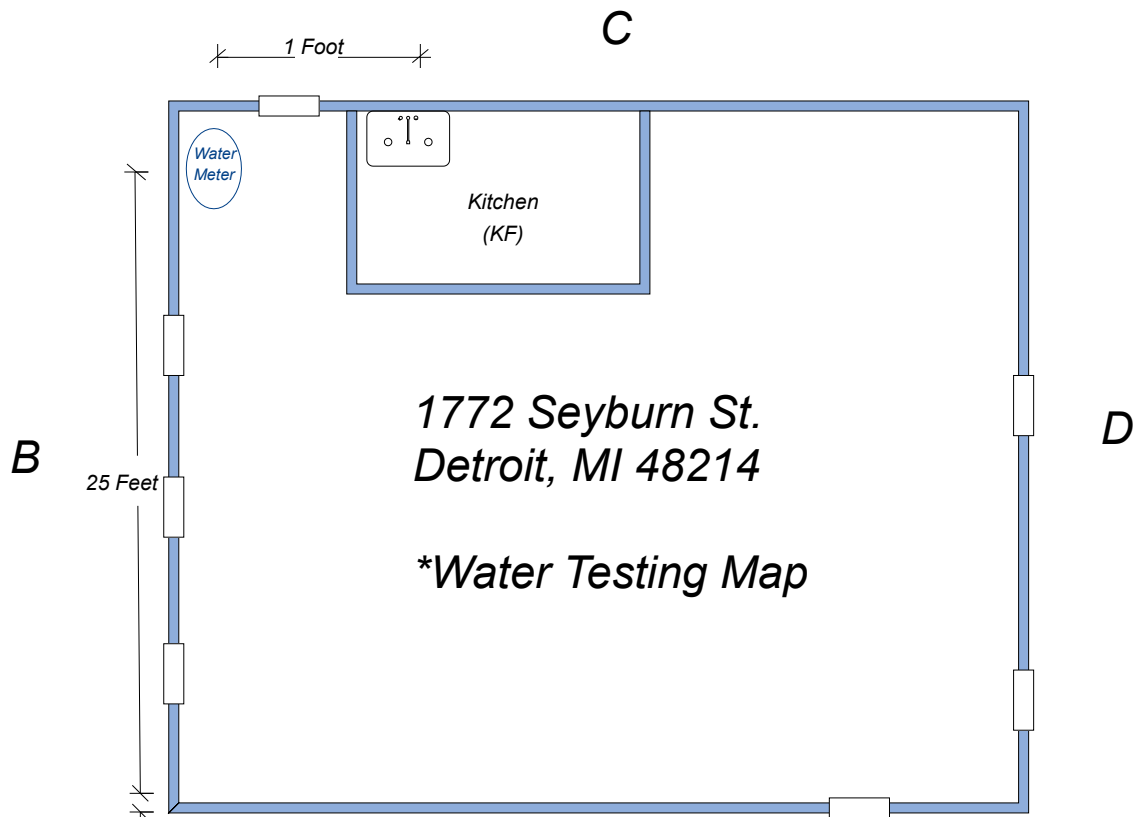 C
1 Foot
Water
Meter
Kitchen
(KF)
1772 Seyburn St.
Detroit, MI 48214
D
B
25 Feet
*Water Testing Map